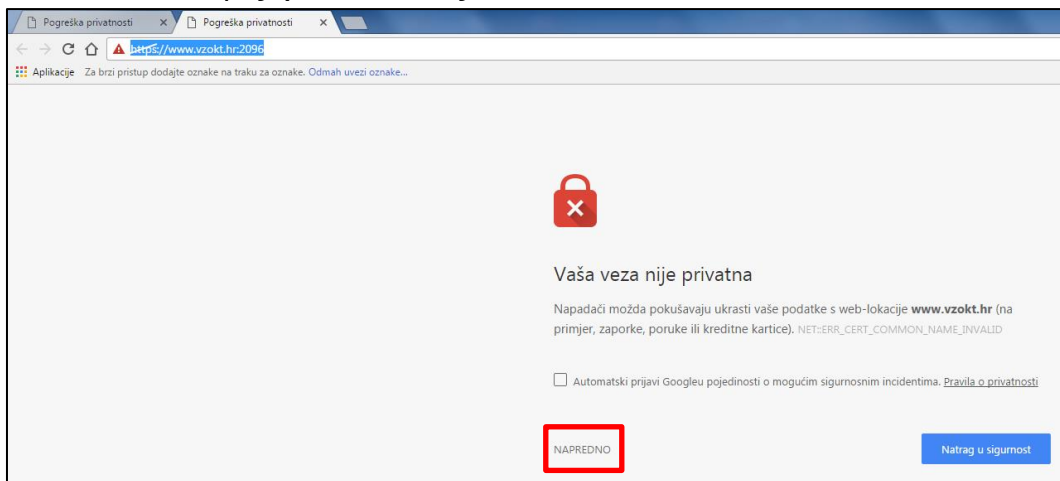 Pogreška privatnosti
Pogreška privatnosti
https://www.vzokt.hr:2096
Aplikacije Za brzi pristup dodajte oznake na traku za oznake. Odmah uvezi oznake...
Vaša veza nije privatna
Napadači možda pokušavaju ukrasti vaše podatke s web-lokacije www.vzokt.hr (na
primjer, zaporke, poruke ili kreditne kartice). NET::ERR_CERT_COMMON_NAME_INVALID
Automatski prijavi Googleu pojedinosti o mogućim sigurnosnim incidentima. Pravila o privatnosti
NAPREDNO
Natrag u sigurnost